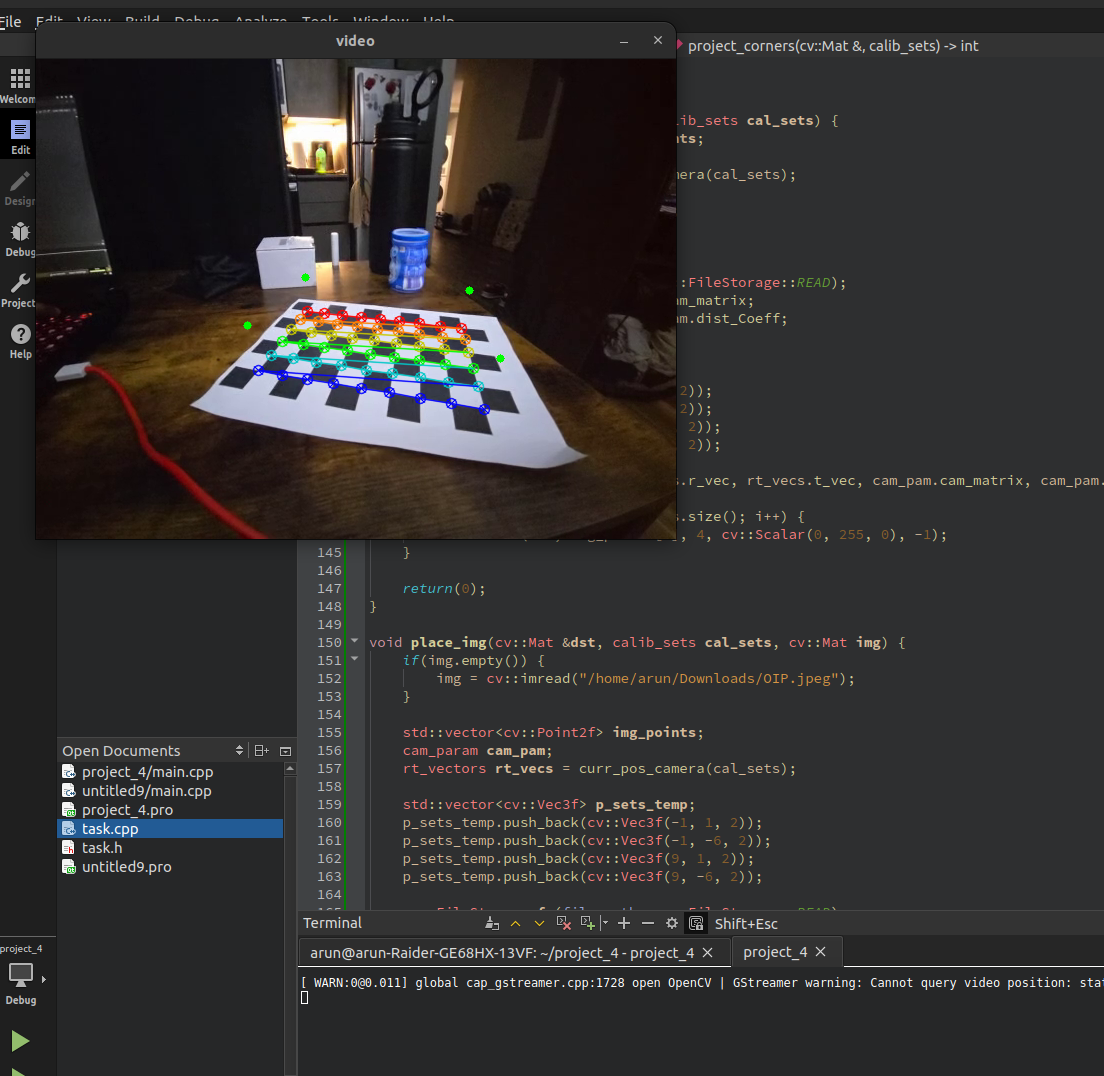 File Edit View Build Debug Analyze Tools Window Help
video
project_corners(cv::Mat &, calib_sets) -> int
Welcom
Edit
Design
Debug
Project
Help
ib_sets cal_sets) {
nts;
mera(cal_sets);
:FileStorage::READ);
am_matrix;
m.dist_Coeff;
2));
2));
2));
2));
s.r_vec, rt_vecs.t_vec, cam_pam.cam_matrix, cam_pam.
s.size(); i++) {
, 4, cv::Scalar(0, 255, 0), -1);
145 }
146
147 return(0);
148 }
149
150 void place_img(cv::Mat &dst, calib_sets cal_sets, cv::Mat img) {
151 if(img.empty()) {
152 img = cv::imread("/home/arun/Downloads/OIP.jpeg");
153 }
154
155 std::vector<cv::Point2f> img_points;
156 cam_param cam_pam;
157 rt_vectors rt_vecs = curr_pos_camera(cal_sets);
158
159 std::vector<cv::Vec3f> p_sets_temp;
160 p_sets_temp.push_back(cv::Vec3f(-1, 1, 2));
161 p_sets_temp.push_back(cv::Vec3f(-1, -6, 2));
162 p_sets_temp.push_back(cv::Vec3f(9, 1, 2));
163 p_sets_temp.push_back(cv::Vec3f(9, -6, 2));
164
Open Documents
project_4/main.cpp
untitled9/main.cpp
project_4.pro
task.cpp
task.h
untitled9.pro
project_4
Debug
Terminal Shift+Esc
arun@arun-Raider-GE68HX-13VF: ~/project_4 - project_4 project_4
[ WARN:0@0.011] global cap_gstreamer.cpp:1728 open OpenCV | GStreamer warning: Cannot query video position: stat